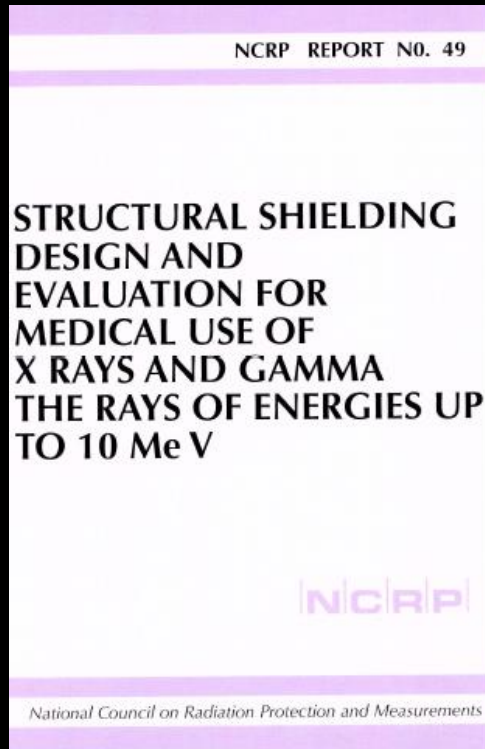 NCRP REPORT N0. 49
STRUCTURAL SHIELDING
DESIGN AND
EVALUATION FOR
MEDICAL USE OF
X RAYS AND GAMMA
THE RAYS OF ENERGIES UP
TO 10 Me V
NCRP
National Council on Radiation Protection and Measurements